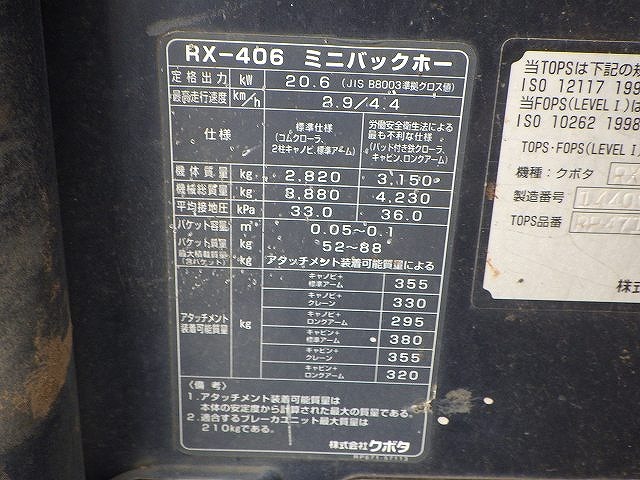 RX-406 ミニバックホー
定格出力 kW 20.6 (JIS B8003準拠グロス値)
最高走行速度 km/h 2.9/4.4
仕様 標準仕様 (ゴムクローラ、2柱キャノピ、標準アーム) 労働安全衛生法による最も不利な仕様 (パッド付き鉄クローラ、キャビン、ロングアーム)
機体質量 kg 2,820 3,150
機械総質量 kg 3,880 4,230
平均接地圧 kPa 33.0 36.0
バケット容量 m³ 0.05~0.1
バケット質量 kg 52~88
最大積載質量(含バケット) kg アタッチメント装着可能質量による
アタッチメント装着可能質量 kg
キャノピ+標準アーム 355
キャノピ+クレーン 330
キャノピ+ロングアーム 295
キャビン+標準アーム 380
キャビン+クレーン 355
キャビン+ロングアーム 320
〈備考〉
1.アタッチメント装着可能質量は
本体の安定度から計算された最大の質量である。
2.適合するブレーカユニット最大質量
は210kgである。
株式会社クボタ
当TOPSは下記の
ISO 12117 199
当FOPS(LEVEL I)は
ISO 10262 1998
TOPS・FOPS(LEVEL I)
機種:クボタ
製造番号
TOPS品番
株式